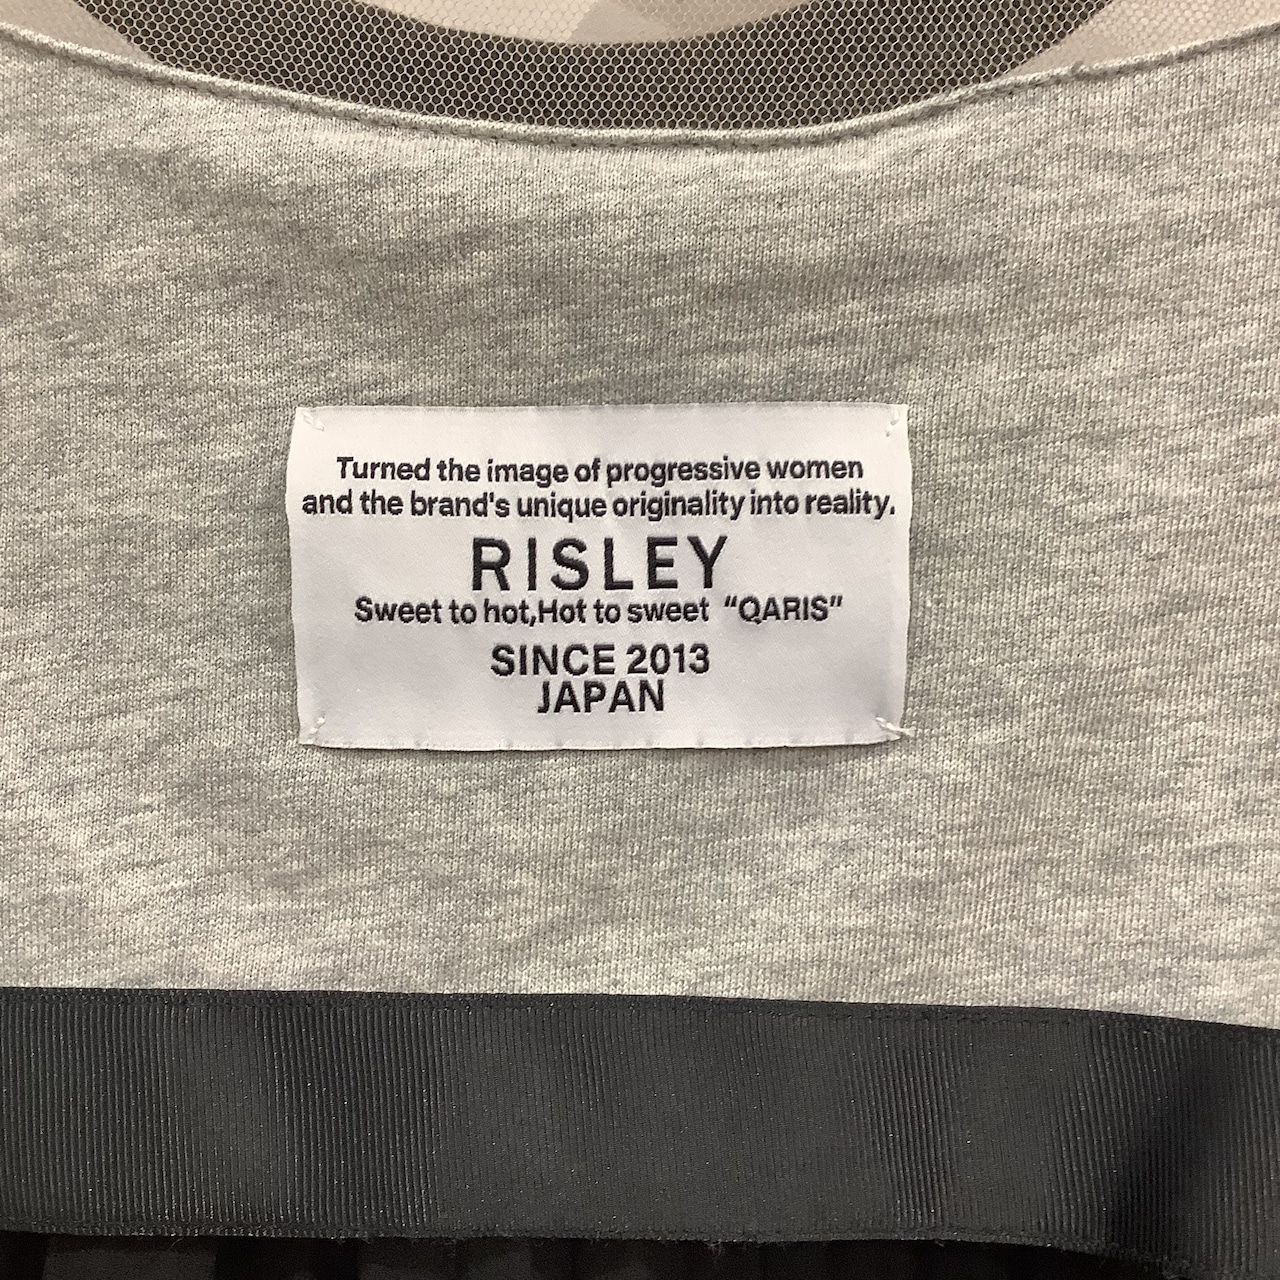 Turned the image of progressive women
and the brand's unique originality into reality.
RISLEY
Sweet to hot,Hot to sweet “QARIS”
SINCE 2013
JAPAN